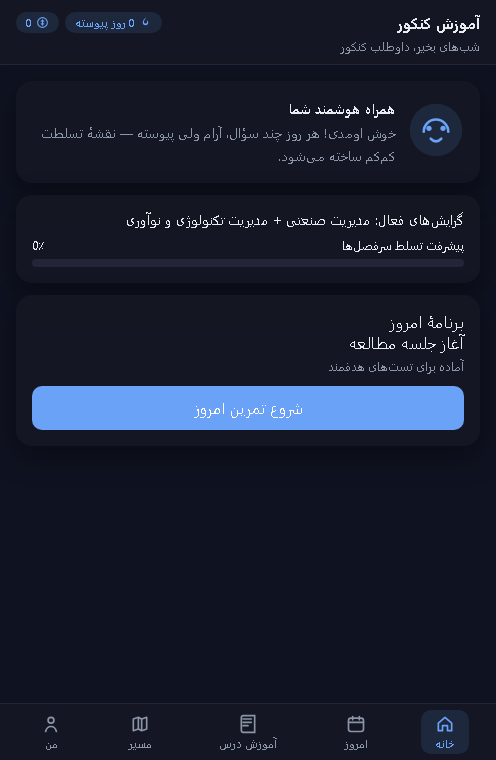 آموزش کنکور
شب‌های بخیر، داوطلب کنکور
0 روز پیوسته
0
همراه هوشمند شما
خوش اومدی! هر روز چند سؤال، آرام ولی پیوسته — نقشهٔ تسلطت
کم‌کم ساخته می‌شود.
گرایش‌های فعال: مدیریت صنعتی + مدیریت تکنولوژی و نوآوری
پیشرفت تسلط سرفصل‌ها
0٪
برنامهٔ امروز
آغاز جلسه مطالعه
آماده برای تست‌های هدفمند
شروع تمرین امروز
خانه
امروز
آموزش درس
مسیر
من